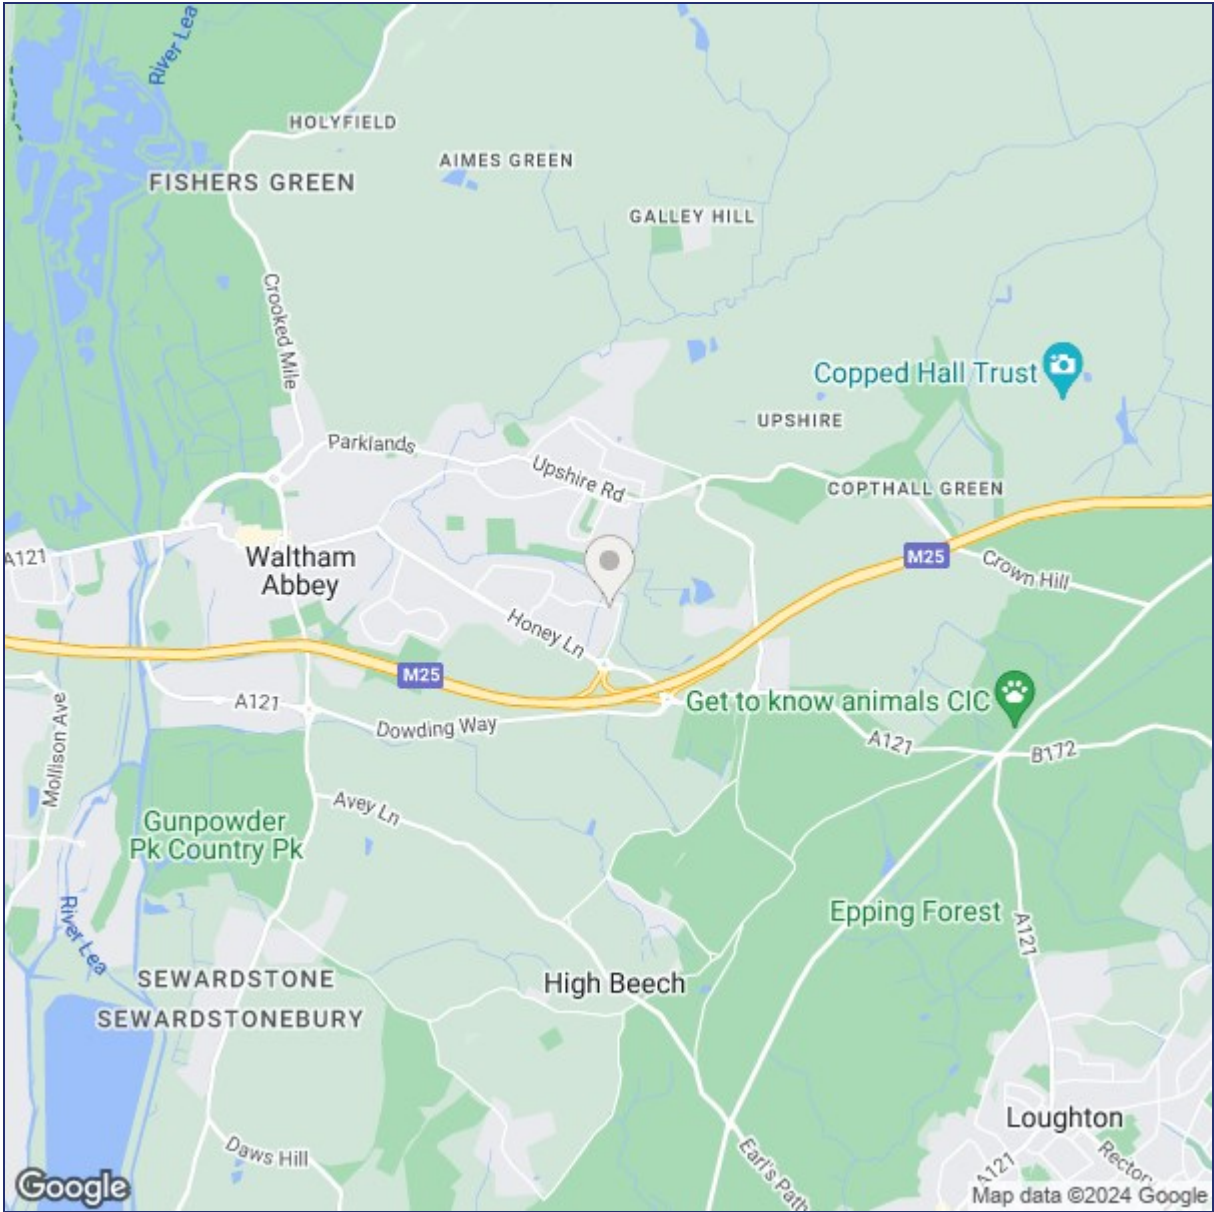 River Lea
HOLYFIELD
AIMES GREEN
FISHERS GREEN
GALLEY HILL
Crooked Mile
Copped Hall Trust
UPSHIRE
Parklands
Upshire Rd
COPTHALL GREEN
A121
Waltham
Abbey
M25
Crown Hill
Honey Ln
M25
A121
Get to know animals CIC
Mollison Ave
Dowding Way
A121
B172
Avey Ln
Gunpowder
Pk Country Pk
Epping Forest
A121
River Lea
SEWARDSTONE
High Beech
SEWARDSTONEBURY
Loughton
Daws Hill
Earl's Path
A121
Rectory
Google
Map data ©2024 Google